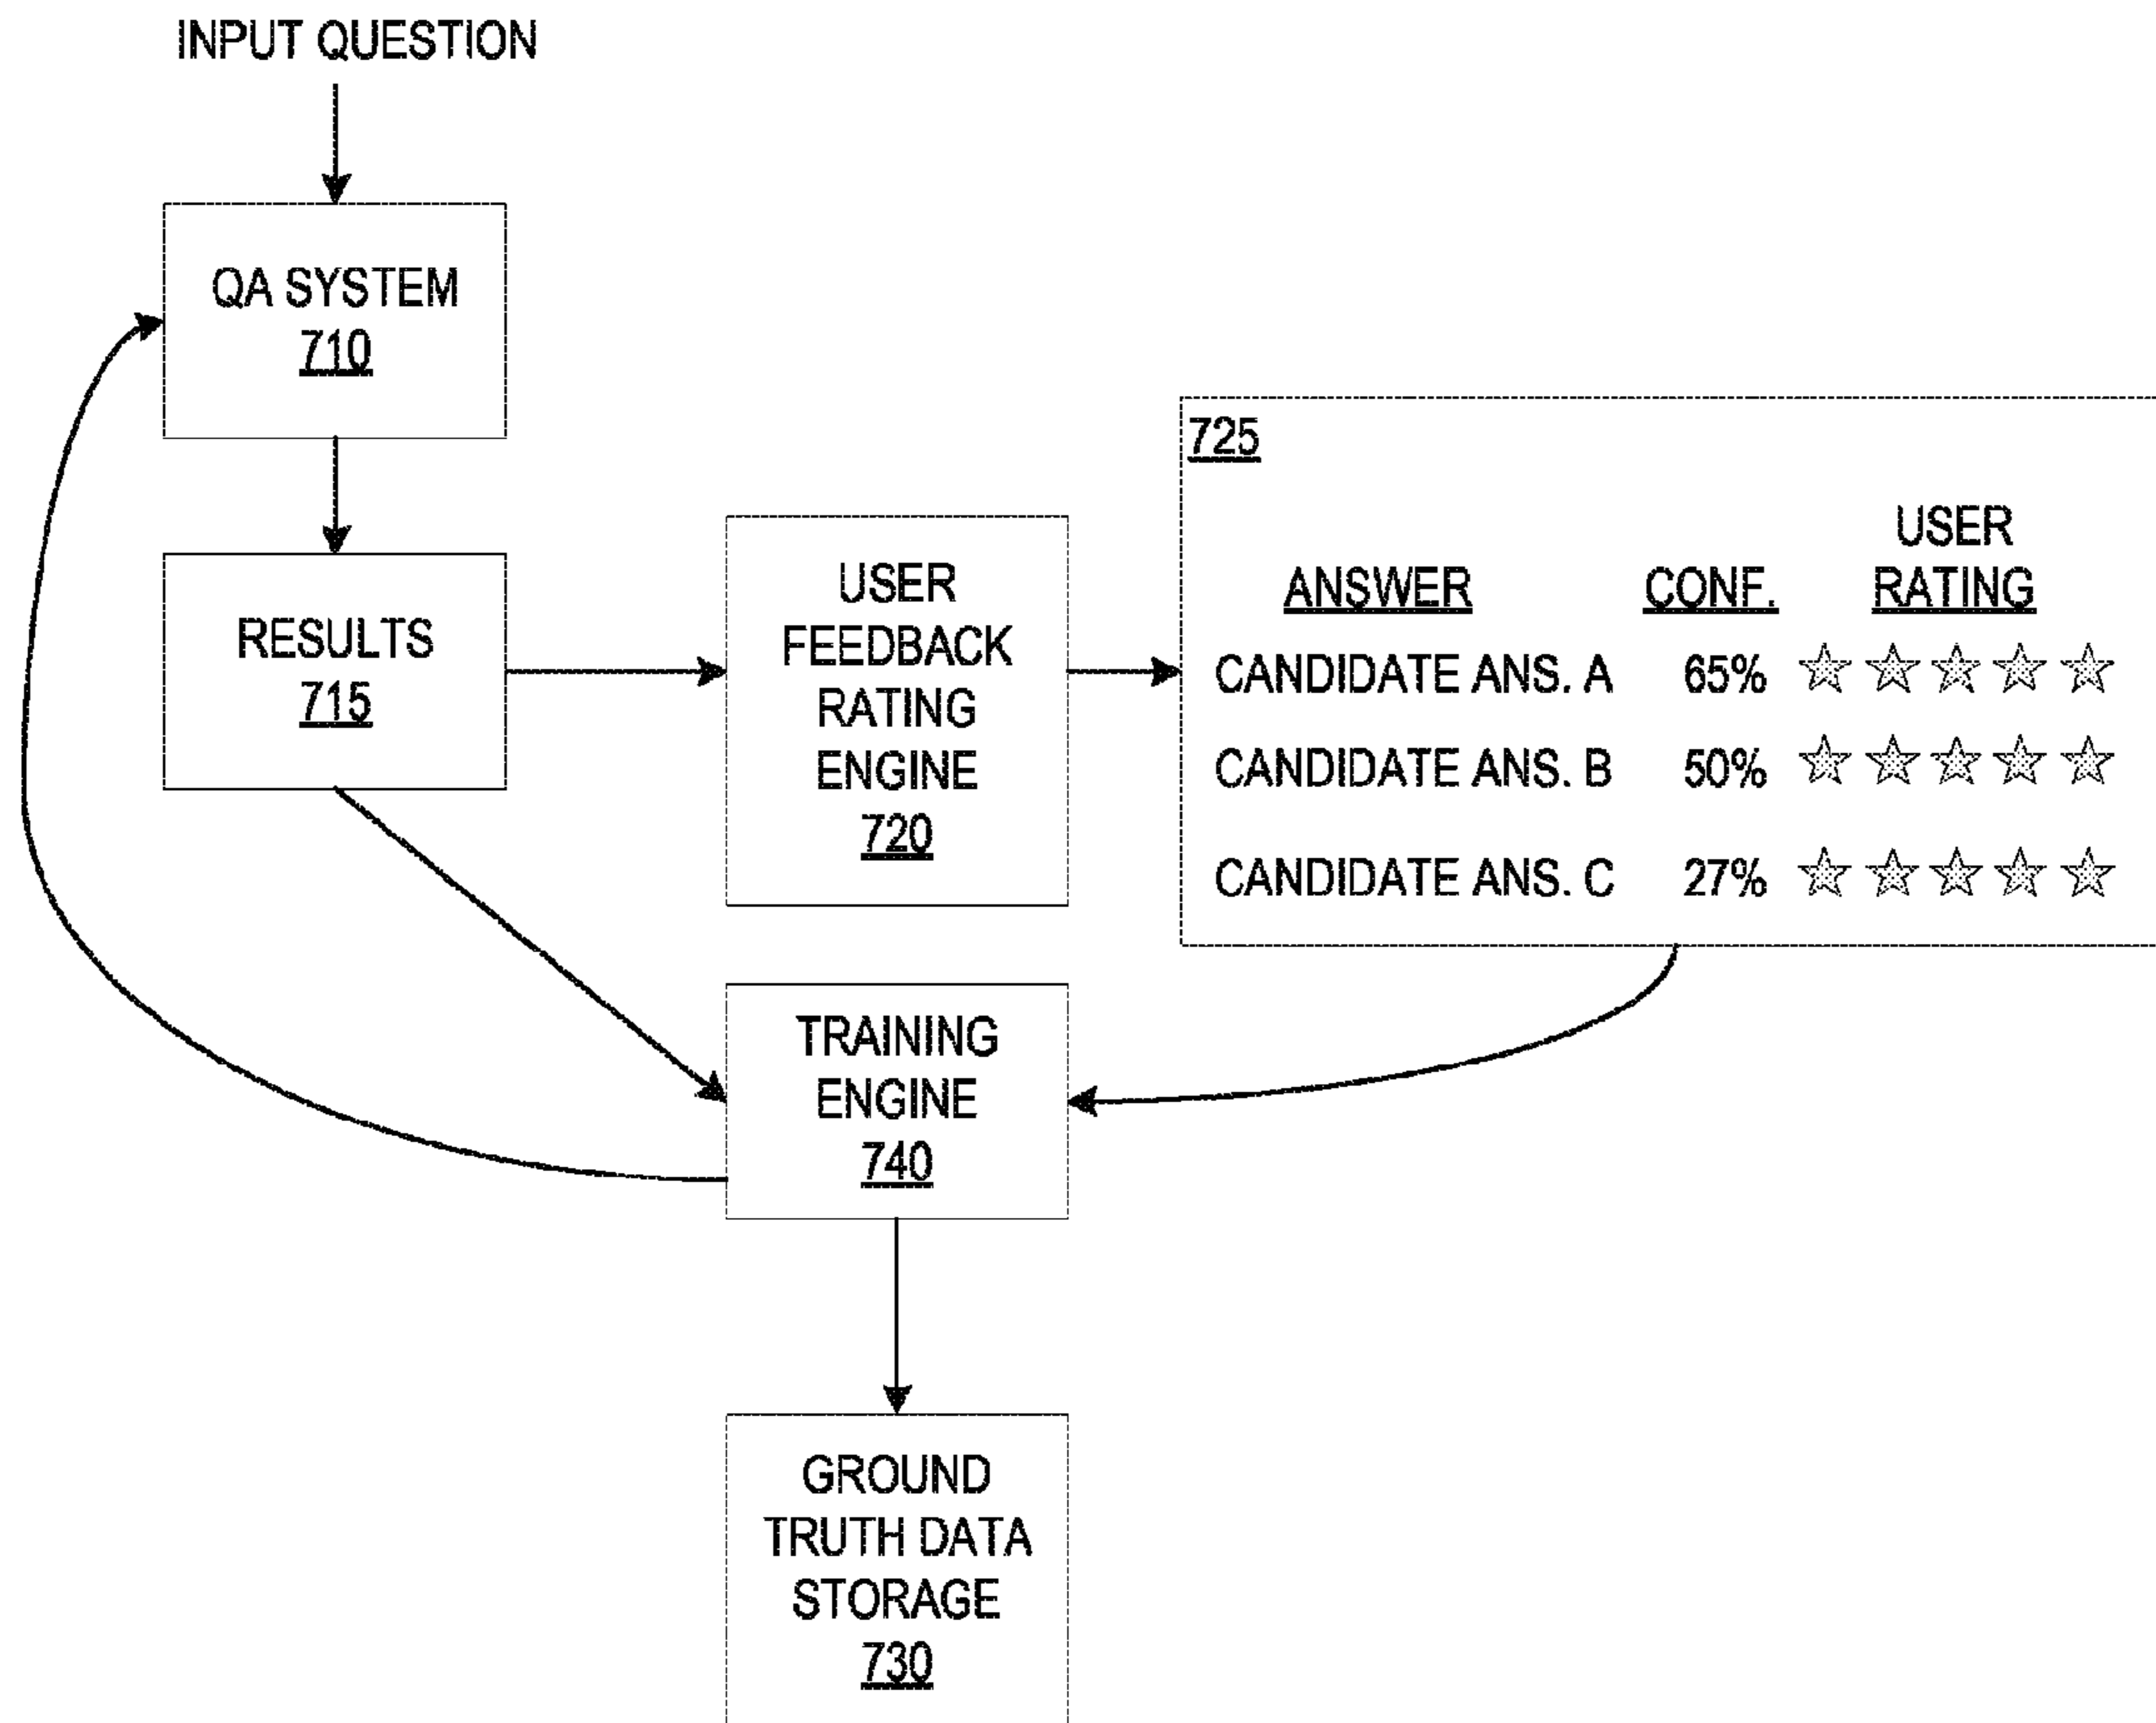 INPUT QUESTION
QA SYSTEM
710
RESULTS
715
USER
FEEDBACK
RATING
ENGINE
720
725
USER
ANSWER CONF. RATING
CANDIDATE ANS. A 65%
CANDIDATE ANS. B 50%
CANDIDATE ANS. C 27%
TRAINING
ENGINE
740
GROUND
TRUTH DATA
STORAGE
730